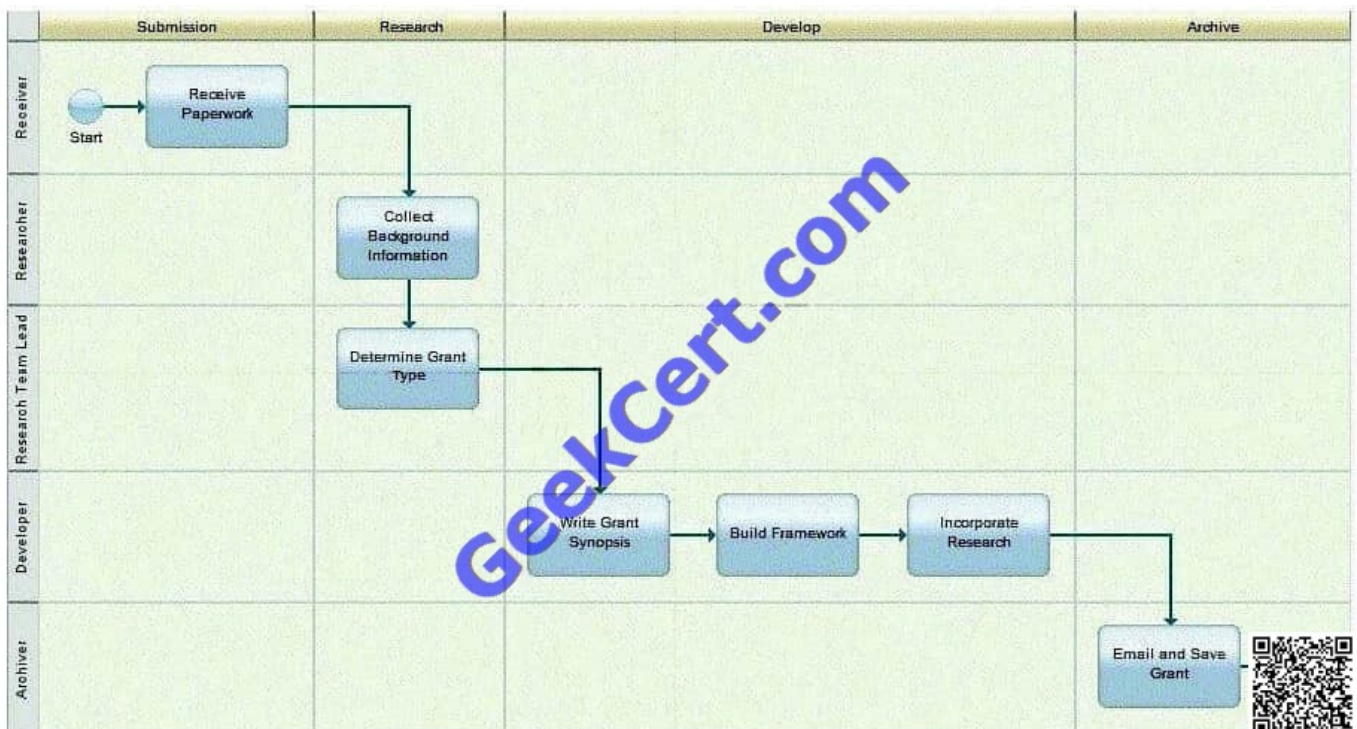 Submission
Research
Develop
Archive
Receiver
Start
Receive
Paperwork
Researcher
Collect
Background
Information
Research Team Lead
Determine Grant
Type
Developer
Write Grant
Synopsis
Build Framework
Incorporate
Research
Archiver
Email and Save
Grant
GeekCert.com